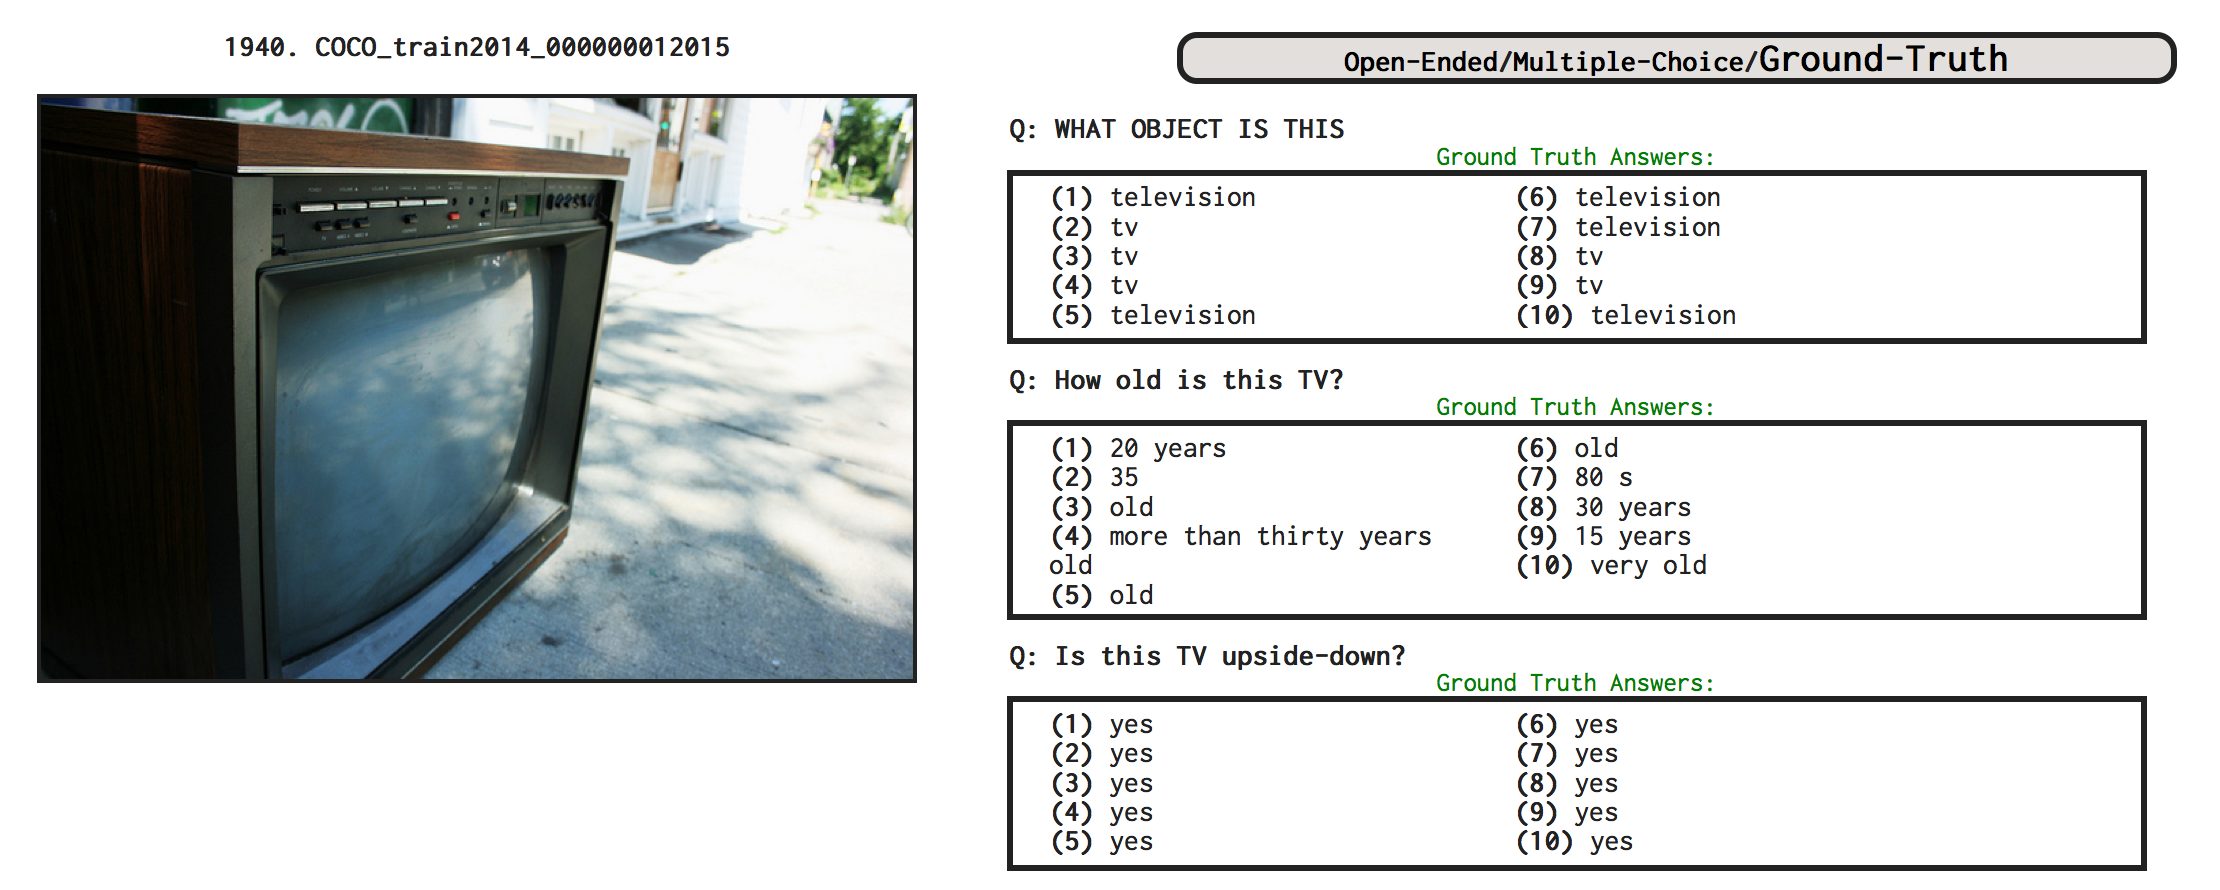 1940. COCO_train2014_000000012015
Open-Ended/Multiple-Choice/Ground-Truth
Q: WHAT OBJECT IS THIS
Ground Truth Answers:
(1) television
(2) tv
(3) tv
(4) tv
(5) television
(6) television
(7) television
(8) tv
(9) tv
(10) television
Q: How old is this TV?
Ground Truth Answers:
(1) 20 years
(2) 35
(3) old
(4) more than thirty years
old
(5) old
(6) old
(7) 80 s
(8) 30 years
(9) 15 years
(10) very old
Q: Is this TV upside-down?
Ground Truth Answers:
(1) yes
(2) yes
(3) yes
(4) yes
(5) yes
(6) yes
(7) yes
(8) yes
(9) yes
(10) yes